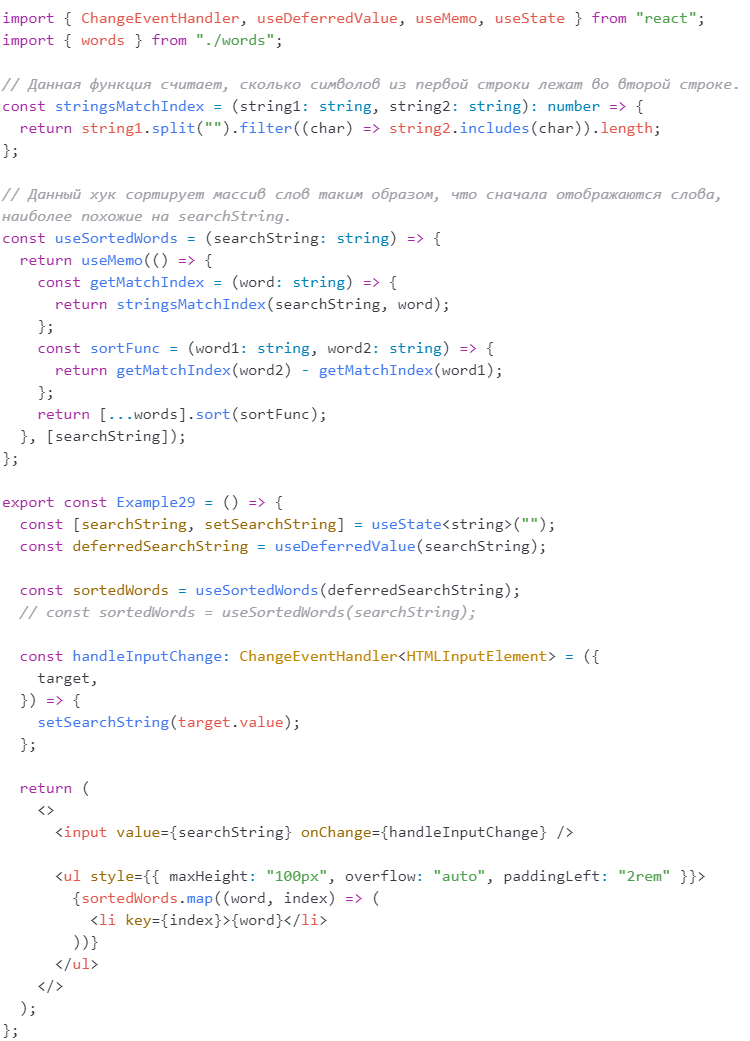 import { ChangeEventHandler, useDeferredValue, useMemo, useState } from "react";
import { words } from "./words";

// Данная функция считает, сколько символов из первой строки лежат во второй строке.
const stringsMatchIndex = (string1: string, string2: string): number => {
  return string1.split("").filter((char) => string2.includes(char)).length;
};

// Данный хук сортирует массив слов таким образом, что сначала отображаются слова,
наиболее похожие на searchString.
const useSortedWords = (searchString: string) => {
  return useMemo(() => {
    const getMatchIndex = (word: string) => {
      return stringsMatchIndex(searchString, word);
    };
    const sortFunc = (word1: string, word2: string) => {
      return getMatchIndex(word2) - getMatchIndex(word1);
    };
    return [...words].sort(sortFunc);
  }, [searchString]);
};

export const Example29 = () => {
  const [searchString, setSearchString] = useState<string>("");
  const deferredSearchString = useDeferredValue(searchString);

  const sortedWords = useSortedWords(deferredSearchString);
  // const sortedWords = useSortedWords(searchString);

  const handleInputChange: ChangeEventHandler<HTMLInputElement> = ({
    target,
  }) => {
    setSearchString(target.value);
  };

  return (
    <>
      <input value={searchString} onChange={handleInputChange} />

      <ul style={{ maxHeight: "100px", overflow: "auto", paddingLeft: "2rem" }}>
        {sortedWords.map((word, index) => (
          <li key={index}>{word}</li>
        ))}
      </ul>
    </>
  );
};